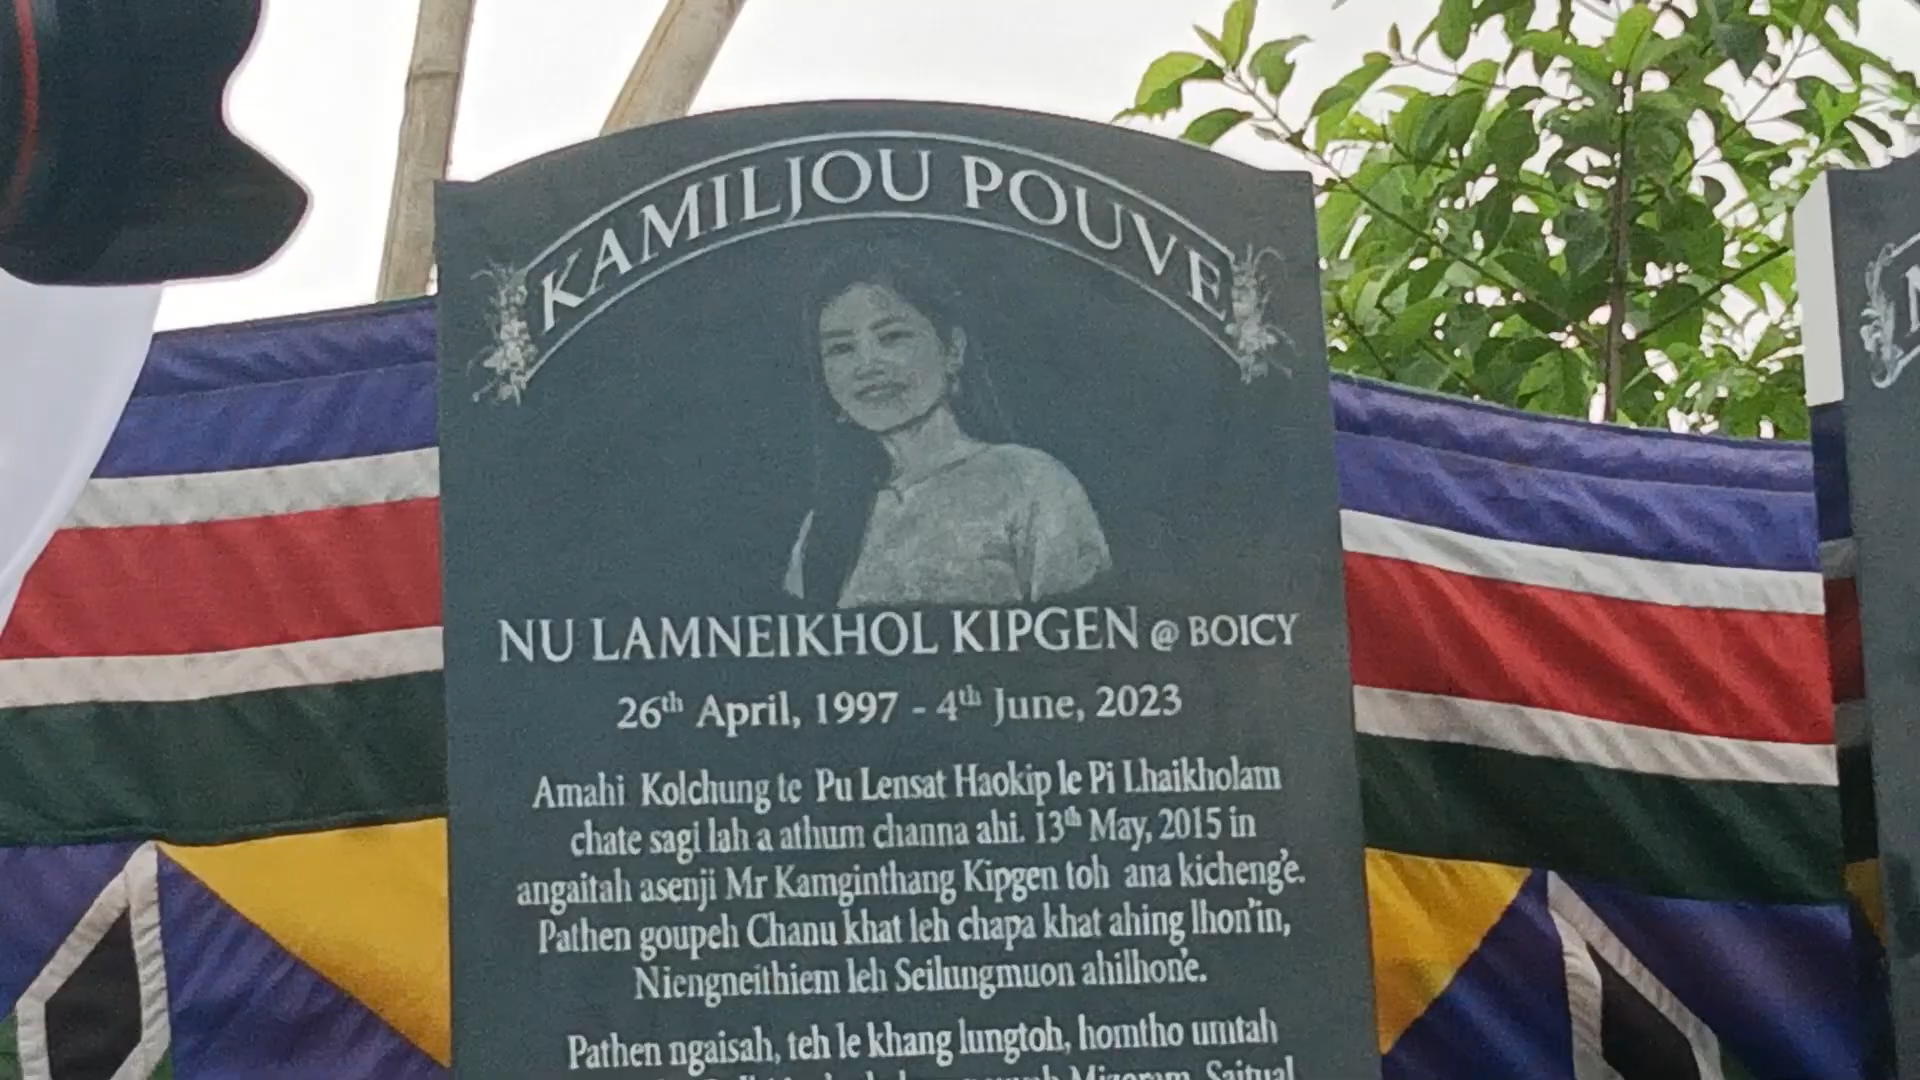 KAMILJOU POUVE
NU LAMNEIKHOL KIPGEN @ BOICY
26th April, 1997 - 4th June, 2023
Amahi Kolchung te Pu Lensat Haokip le Pi Lhaikholam
chate sagi lah a athum channa ahi. 13th May, 2015 in
angaitah asenji Mr Kamginthang Kipgen toh ana kicheng'e.
Pathen goupeh Chanu khat leh chapa khat ahing lhon'in,
Niengneithiem leh Seilungmuon ahilhon'e.
Pathen ngaisah, teh le khang lungtoh, homtho umtah
Mizoram, Saitual